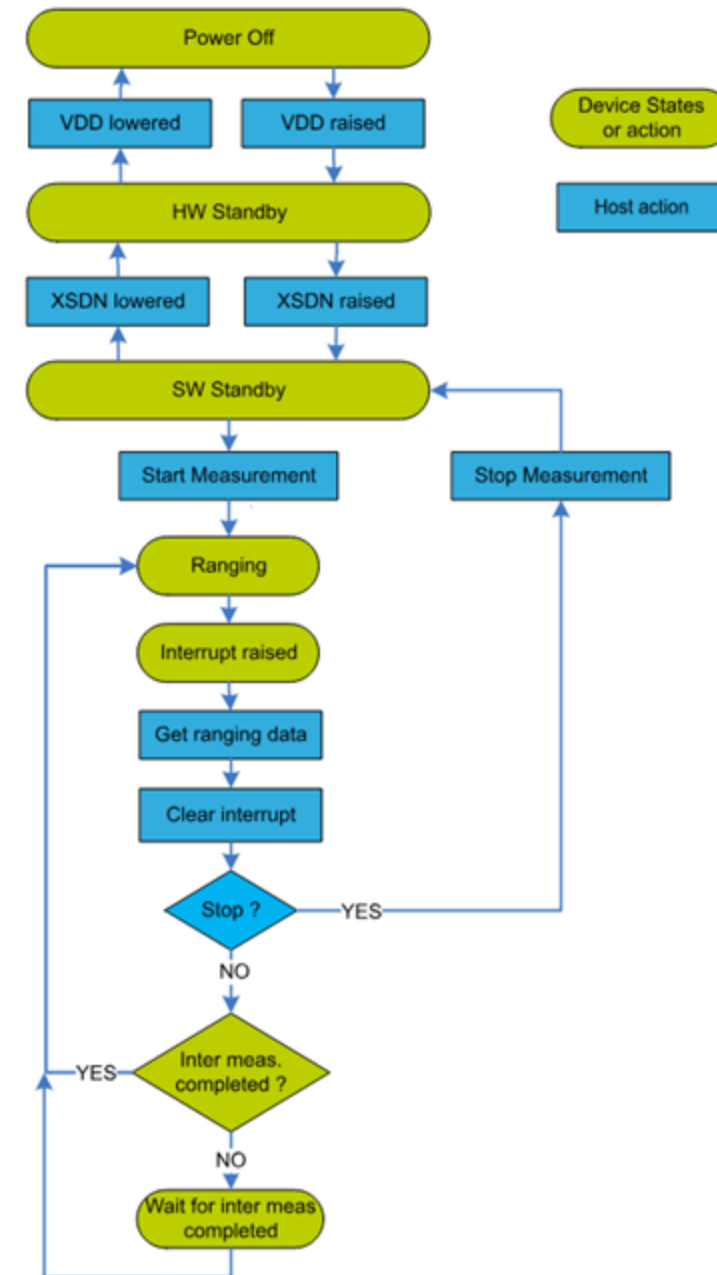 Power Off
VDD lowered
VDD raised
Device States
or action
HW Standby
Host action
XSDN lowered
XSDN raised
SW Standby
Start Measurement
Stop Measurement
Ranging
Interrupt raised
Get ranging data
Clear interrupt
Stop ?
YES
NO
Inter meas.
completed ?
YES
NO
Wait for inter meas
completed